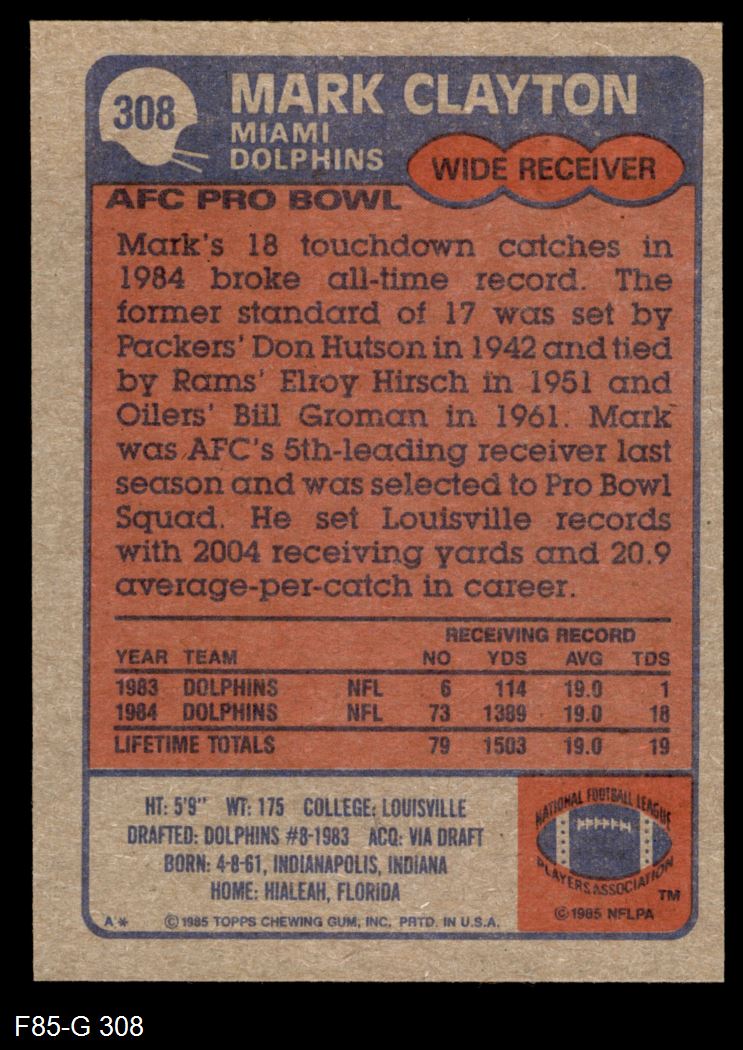 308
MARK CLAYTON
MIAMI
DOLPHINS
WIDE RECEIVER
AFC PRO BOWL
Mark's 18 touchdown catches in
1984 broke all-time record. The
former standard of 17 was set by
Packers' Don Hutson in 1942 and tied
by Rams' Elroy Hirsch in 1951 and
Oilers' Bill Groman in 1961. Mark
was AFC's 5th-leading receiver last
season and was selected to Pro Bowl
Squad. He set Louisville records
with 2004 receiving yards and 20.9
average-per-catch in career.
RECEIVING RECORD
YEAR TEAM NO YDS AVG TDS
1983 DOLPHINS NFL 6 114 19.0 1
1984 DOLPHINS NFL 73 1389 19.0 18
LIFETIME TOTALS 79 1503 19.0 19
HT: 5'9" WT: 175 COLLEGE: LOUISVILLE
DRAFTED: DOLPHINS #8-1983 ACQ: VIA DRAFT
BORN: 4-8-61, INDIANAPOLIS, INDIANA
HOME: HIALEAH, FLORIDA
A* © 1985 TOPPS CHEWING GUM, INC. PRTD. IN U.S.A.
NATIONAL FOOTBALL LEAGUE
PLAYERS ASSOCIATION
TM
© 1985 NFLPA
F85-G 308